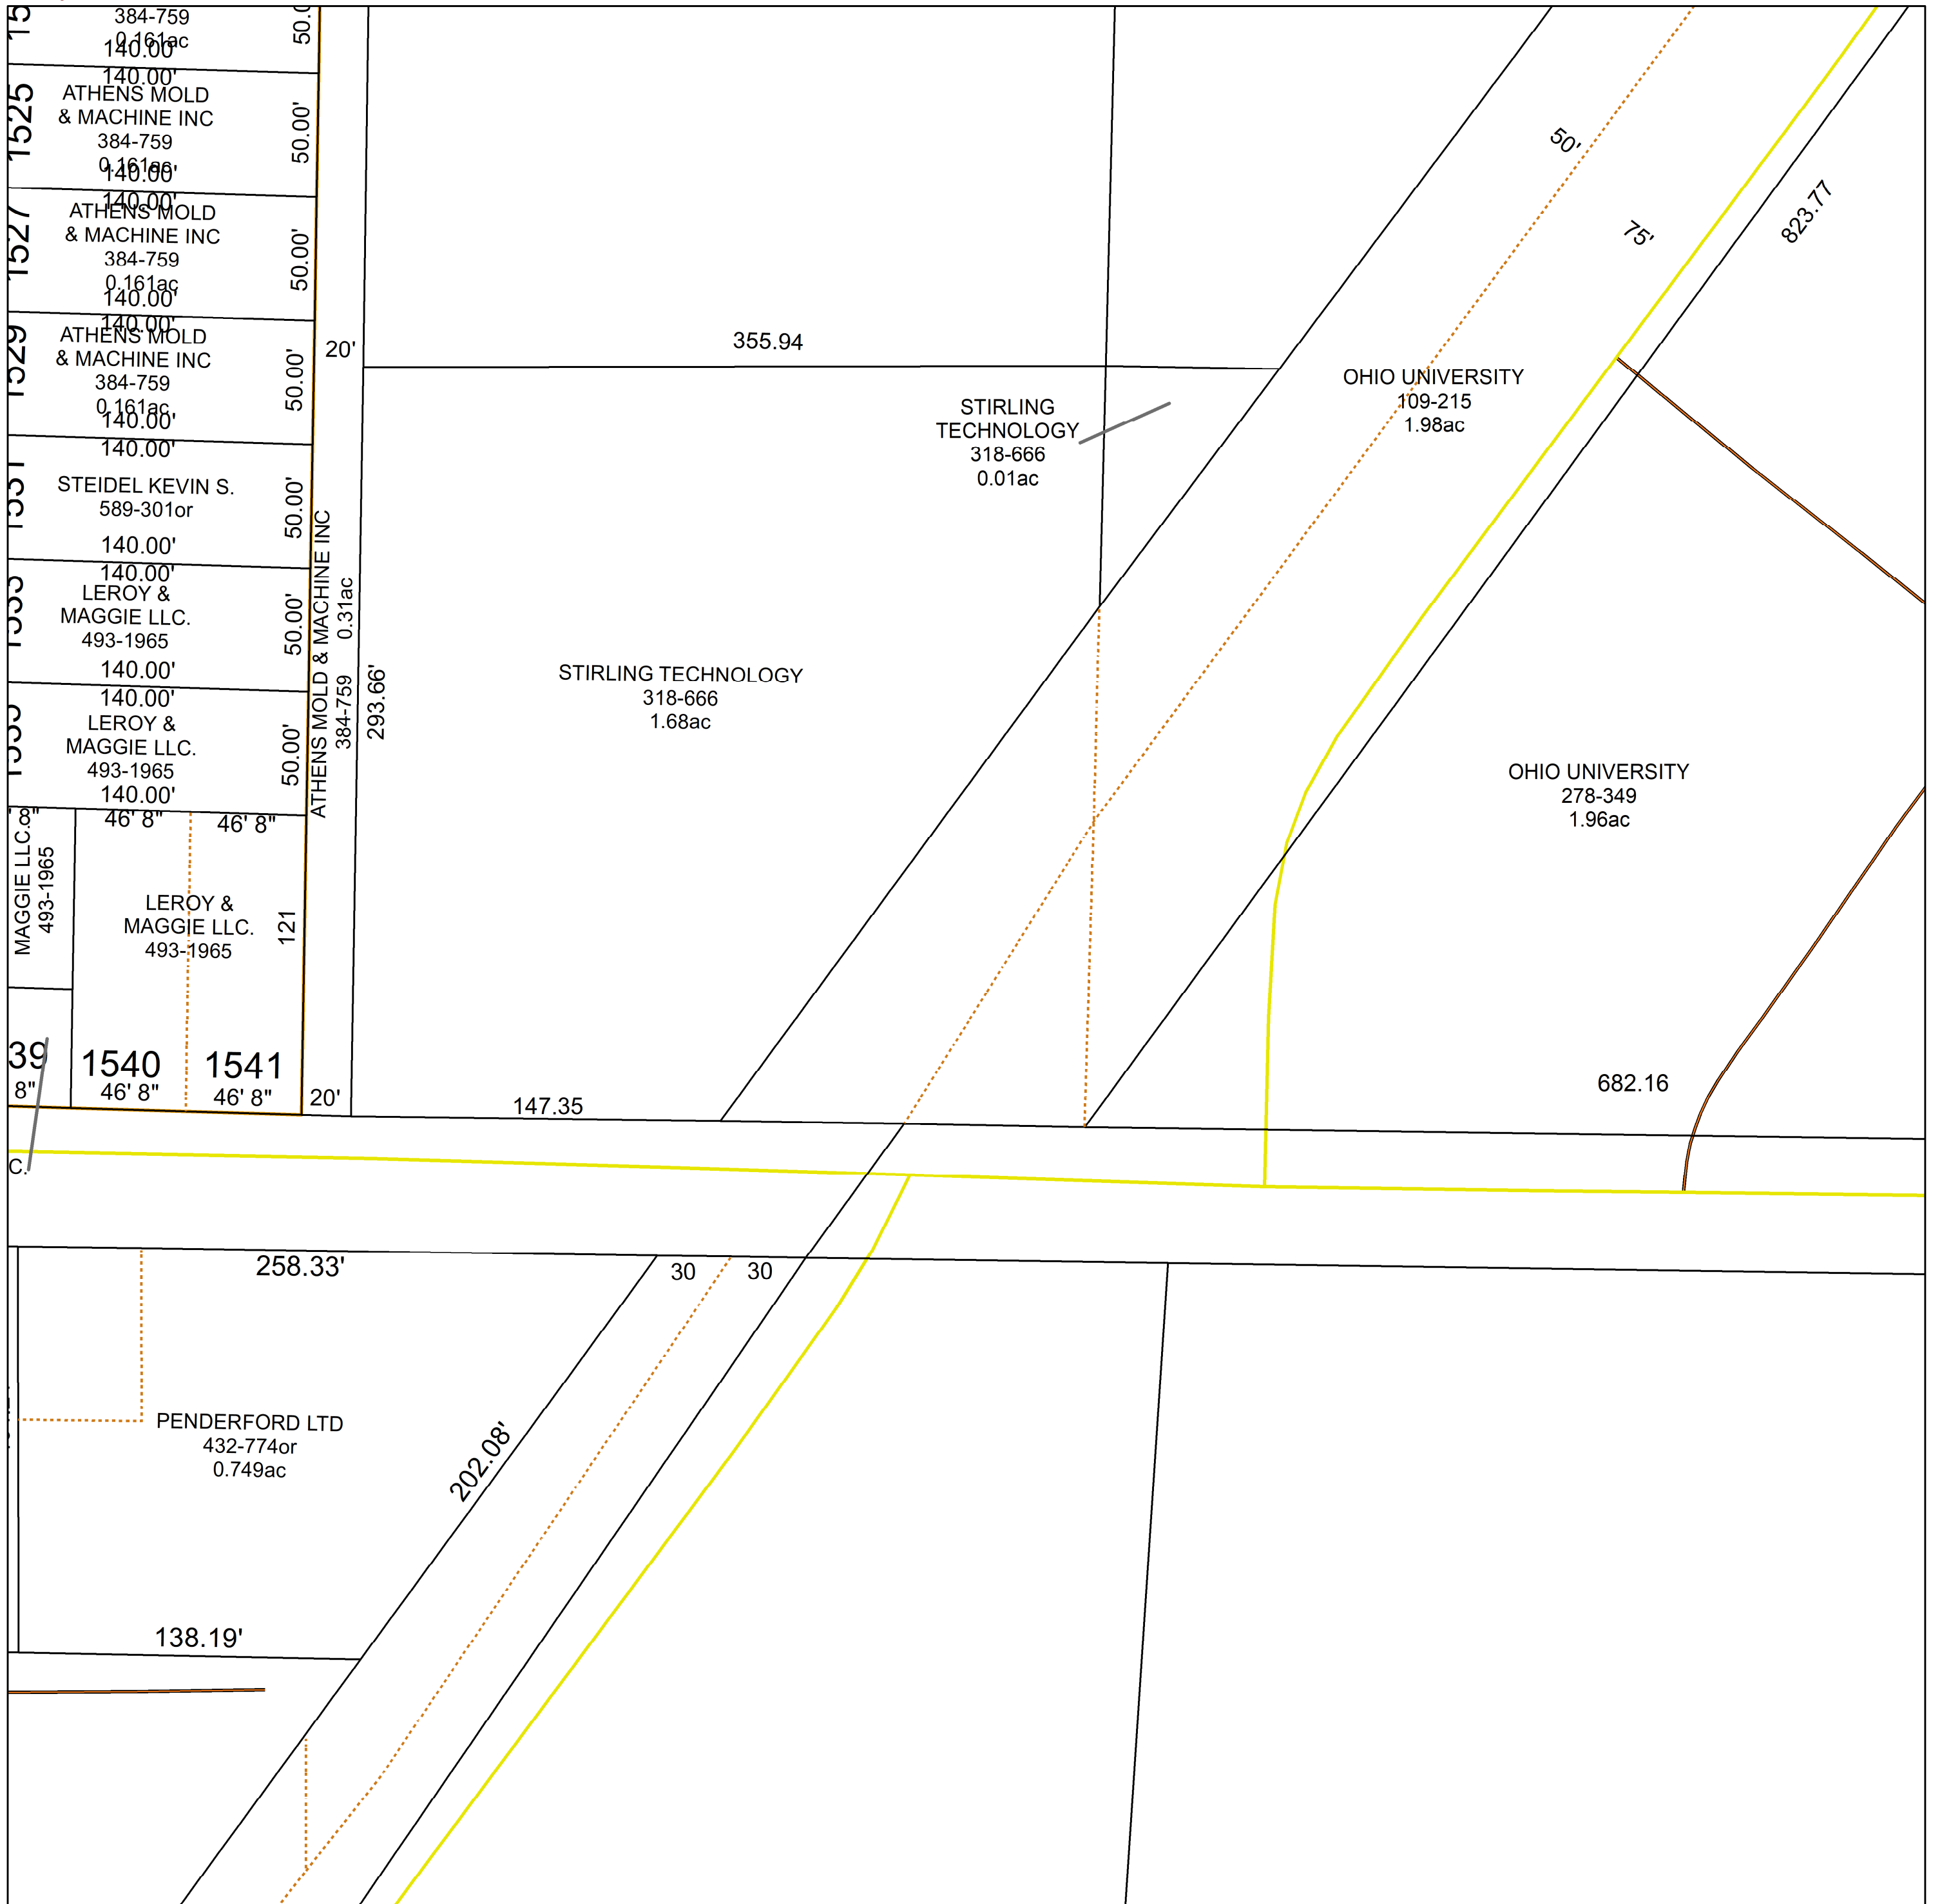 384-759
0.161ac
140.00'
50.0
140.00'
1525
ATHENS MOLD
& MACHINE INC
384-759
0.161ac
140.00'
50.00'
140.00'
1527
ATHENS MOLD
& MACHINE INC
384-759
0.161ac
140.00'
50.00'
140.00'
1529
ATHENS MOLD
& MACHINE INC
384-759
0.161ac
140.00'
50.00'
140.00'
1531
STEIDEL KEVIN S.
589-301or
140.00'
50.00'
140.00'
LEROY &
MAGGIE LLC.
493-1965
140.00'
50.00'
140.00'
LEROY &
MAGGIE LLC.
493-1965
140.00'
50.00'
8"
46' 8"
46' 8"
MAGGIE LLC.
493-1965
LEROY &
MAGGIE LLC.
493-1965
121
39
8"
1540
46' 8"
1541
46' 8"
C.
20'
ATHENS MOLD & MACHINE INC
384-759 0.31ac
20'
293.66'
355.94
STIRLING
TECHNOLOGY
318-666
0.01ac
STIRLING TECHNOLOGY
318-666
1.68ac
147.35
50'
75'
823.77
OHIO UNIVERSITY
109-215
1.98ac
OHIO UNIVERSITY
278-349
1.96ac
682.16
258.33'
30
30
PENDERFORD LTD
432-774or
0.749ac
202.08'
138.19'